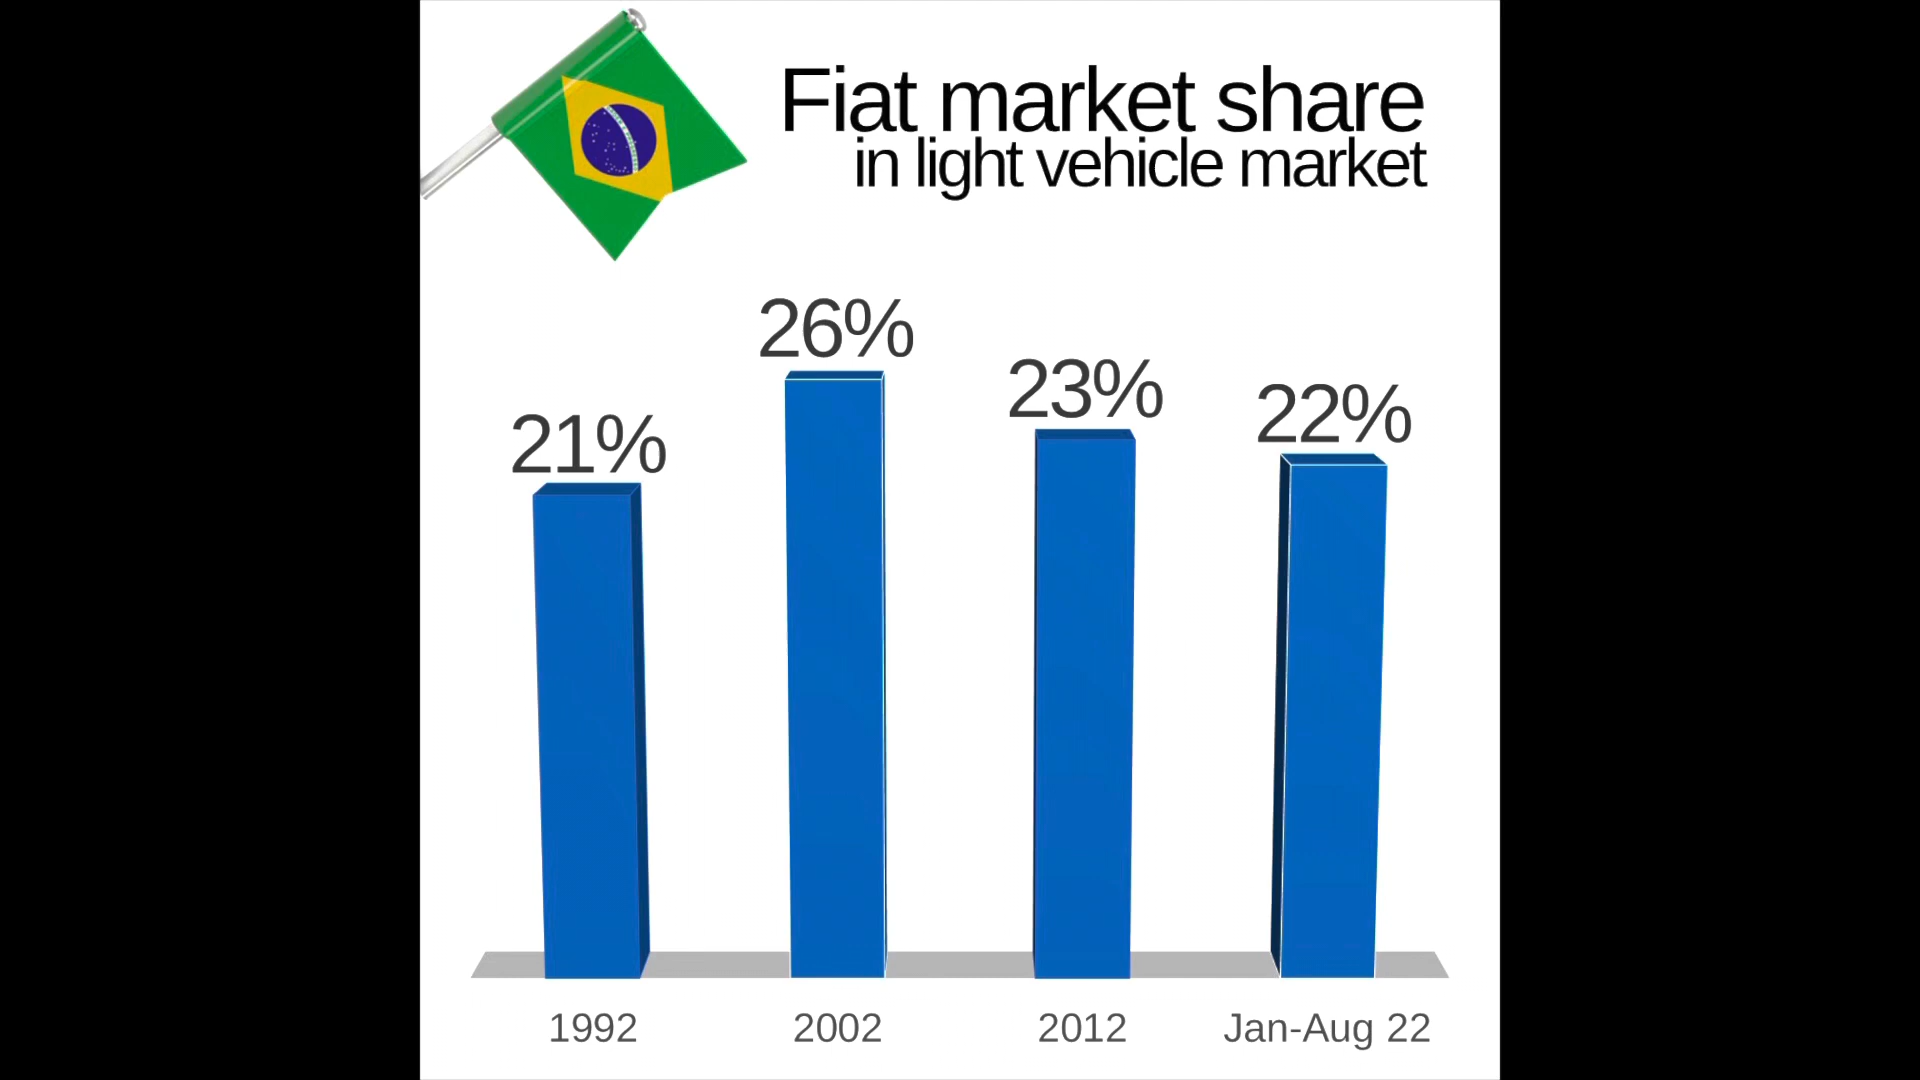 Fiat market share
in light vehicle market
21%
26%
23%
22%
1992
2002
2012
Jan-Aug 22